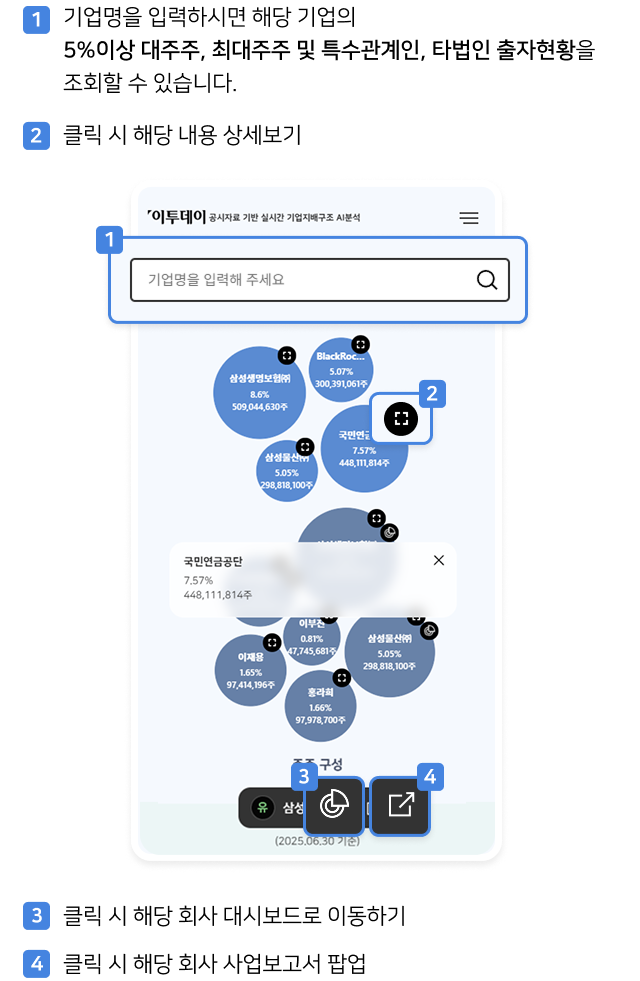 1 기업명을 입력하시면 해당 기업의
5%이상 대주주, 최대주주 및 특수관계인, 타법인 출자현황을
조회할 수 있습니다.
2 클릭 시 해당 내용 상세보기
이투데이 공시자료 기반 실시간 기업지배구조 AI분석
1
기업명을 입력해 주세요
BlackRoc...
5.07%
300,391,061주
삼성생명보험㈜
8.6%
509,044,630주
2
국민연금
7.57%
448,111,814주
삼성물산㈜
5.05%
298,818,100주
국민연금공단
7.57%
448,111,814주
이부진
0.81%
47,745,681주
삼성물산㈜
5.05%
298,818,100주
이재용
1.65%
97,414,196주
홍라희
1.66%
97,978,700주
주주 구성
3
4
유 삼성
(2025.06.30 기준)
3 클릭 시 해당 회사 대시보드로 이동하기
4 클릭 시 해당 회사 사업보고서 팝업